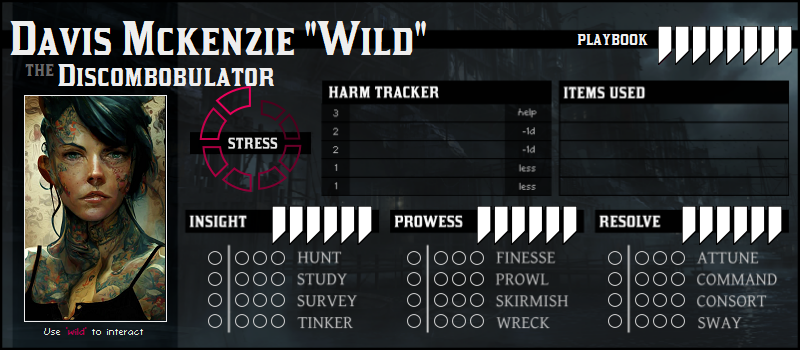 Davis Mckenzie "Wild"
PLAYBOOK
THE Discombobulator
HARM TRACKER
3 help
2 -1d
2 -1d
1 less
1 less
ITEMS USED
STRESS
INSIGHT
HUNT
STUDY
SURVEY
TINKER
PROWESS
FINESSE
PROWL
SKIRMISH
WRECK
RESOLVE
ATTUNE
COMMAND
CONSORT
SWAY
Use 'wild' to interact